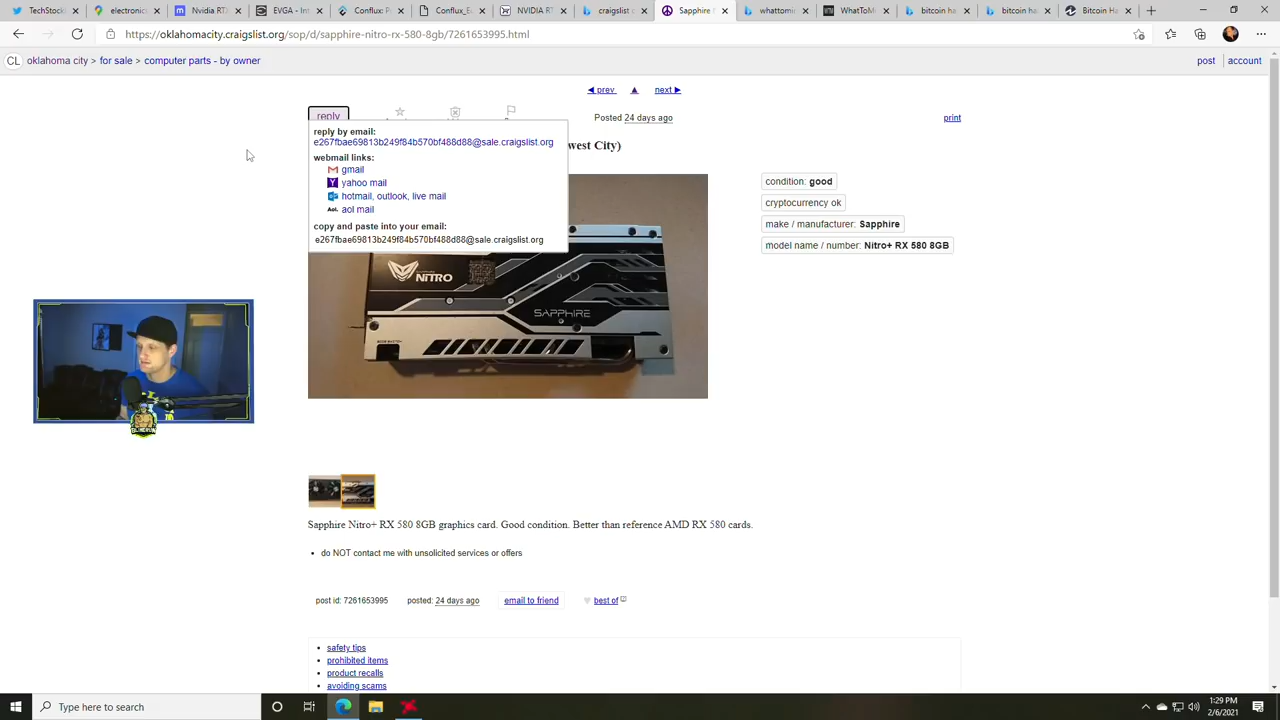 TechStock
electronic
Nvidia RT
EVGA - In
Conflux P
Conflux_E
NVIDIA RT
craigslist
Sapphire
whattomi
WhatToM
bitcoin ha
bitcoin ha
Bitcoin Ha
https://oklahomacity.craigslist.org/sop/d/sapphire-nitro-rx-580-8gb/7261653995.html
CL oklahoma city > for sale > computer parts - by owner
post account
◀ prev ▲ next ▶
reply
Posted 24 days ago
print
reply by email:
e267fbae69813b249f84b570bf488d88@sale.craigslist.org
west City)
webmail links:
gmail
yahoo mail
hotmail, outlook, live mail
Aol. aol mail
copy and paste into your email:
e267fbae69813b249f84b570bf488d88@sale.craigslist.org
condition: good
cryptocurrency ok
make / manufacturer: Sapphire
model name / number: Nitro+ RX 580 8GB
NITRO
SAPPHIRE
Sapphire Nitro+ RX 580 8GB graphics card. Good condition. Better than reference AMD RX 580 cards.
• do NOT contact me with unsolicited services or offers
post id: 7261653995
posted: 24 days ago
email to friend
best of [?]
• safety tips
• prohibited items
• product recalls
• avoiding scams
Type here to search
1:29 PM
2/6/2021